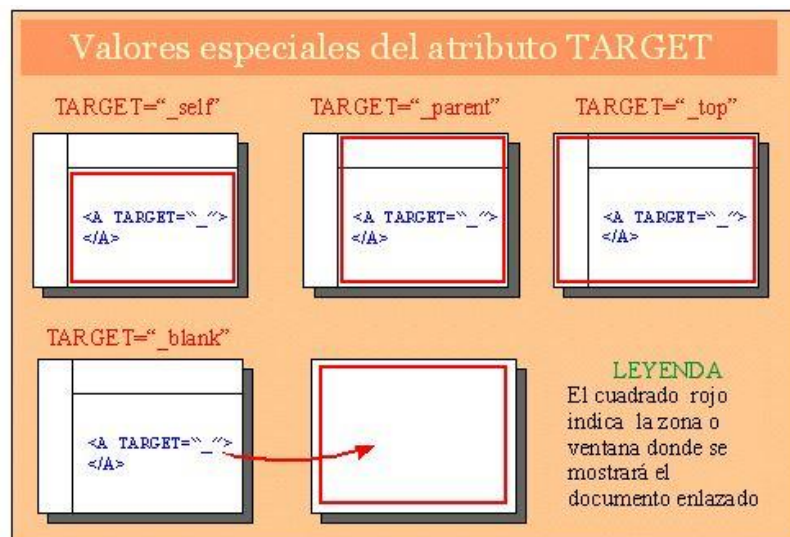 Valores especiales del atributo TARGET
TARGET=“_self”
<A TARGET=“_”>
</A>
TARGET=“_parent”
<A TARGET=“_”>
</A>
TARGET=“_top”
<A TARGET=“_”>
</A>
TARGET=“_blank”
<A TARGET=“_”>
</A>
LEYENDA
El cuadrado rojo
indica la zona o
ventana donde se
mostrará el
documento enlazado